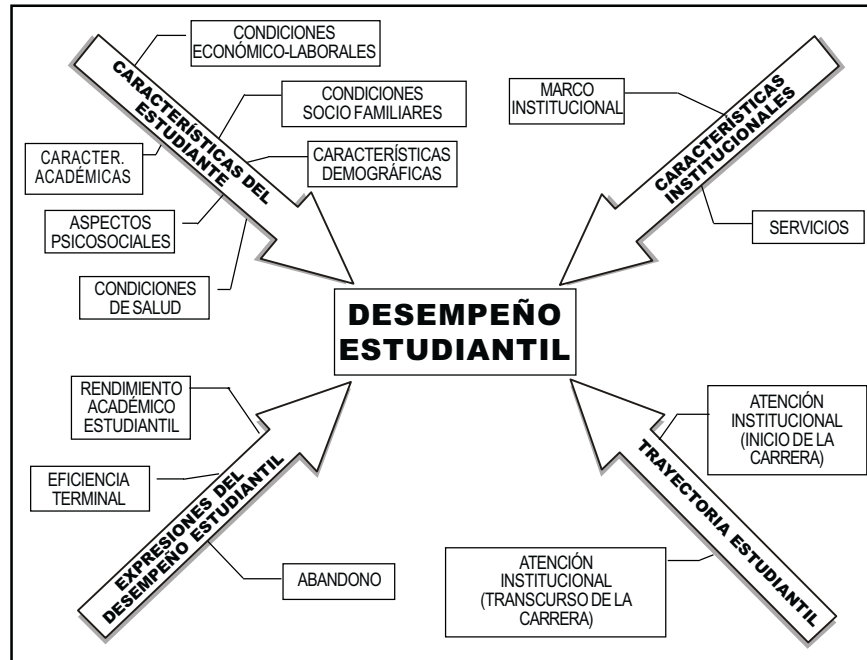 CONDICIONES
ECONÓMICO-LABORALES
CONDICIONES
SOCIO FAMILIARES
CARACTERÍSTICAS
DEMOGRÁFICAS
CARACTERÍSTICAS DEL
ESTUDIANTE
CARACTER.
ACADÉMICAS
ASPECTOS
PSICOSOCIALES
CONDICIONES
DE SALUD
MARCO
INSTITUCIONAL
CARACTERÍSTICAS
INSTITUCIONALES
SERVICIOS
DESEMPEÑO
ESTUDIANTIL
RENDIMIENTO
ACADÉMICO
ESTUDIANTIL
EFICIENCIA
TERMINAL
EXPRESIONES DEL
DESEMPEÑO ESTUDIANTIL
ABANDONO
ATENCIÓN
INSTITUCIONAL
(INICIO DE LA
CARRERA)
TRAYECTORIA ESTUDIANTIL
ATENCIÓN
INSTITUCIONAL
(TRANSCURSO DE LA
CARRERA)